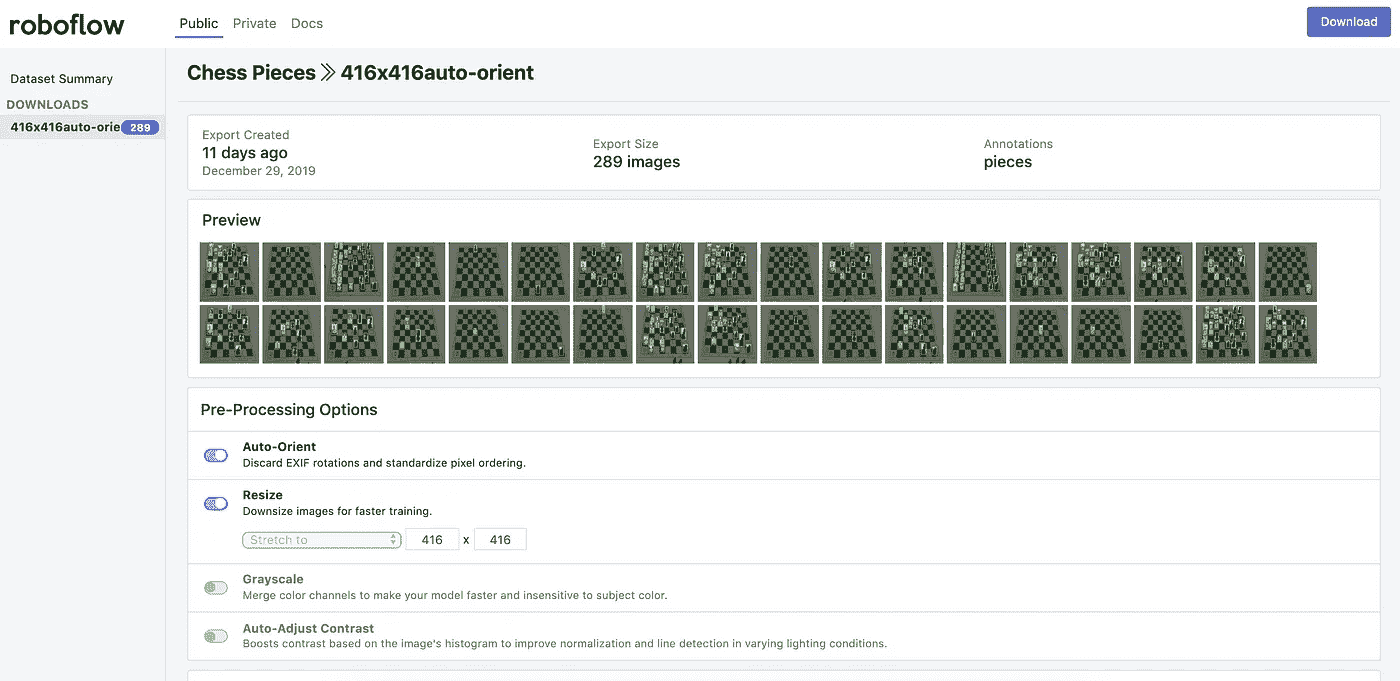 roboflow
Public Private Docs
Download
Dataset Summary
DOWNLOADS
416x416auto-orie 289
Chess Pieces 416x416auto-orient
Export Created
11 days ago
December 29, 2019
Export Size
289 images
Annotations
pieces
Preview
Pre-Processing Options
Auto-Orient
Discard EXIF rotations and standardize pixel ordering.
Resize
Downsize images for faster training.
Stretch to 416 x 416
Grayscale
Merge color channels to make your model faster and insensitive to subject color.
Auto-Adjust Contrast
Boosts contrast based on the image's histogram to improve normalization and line detection in varying lighting conditions.